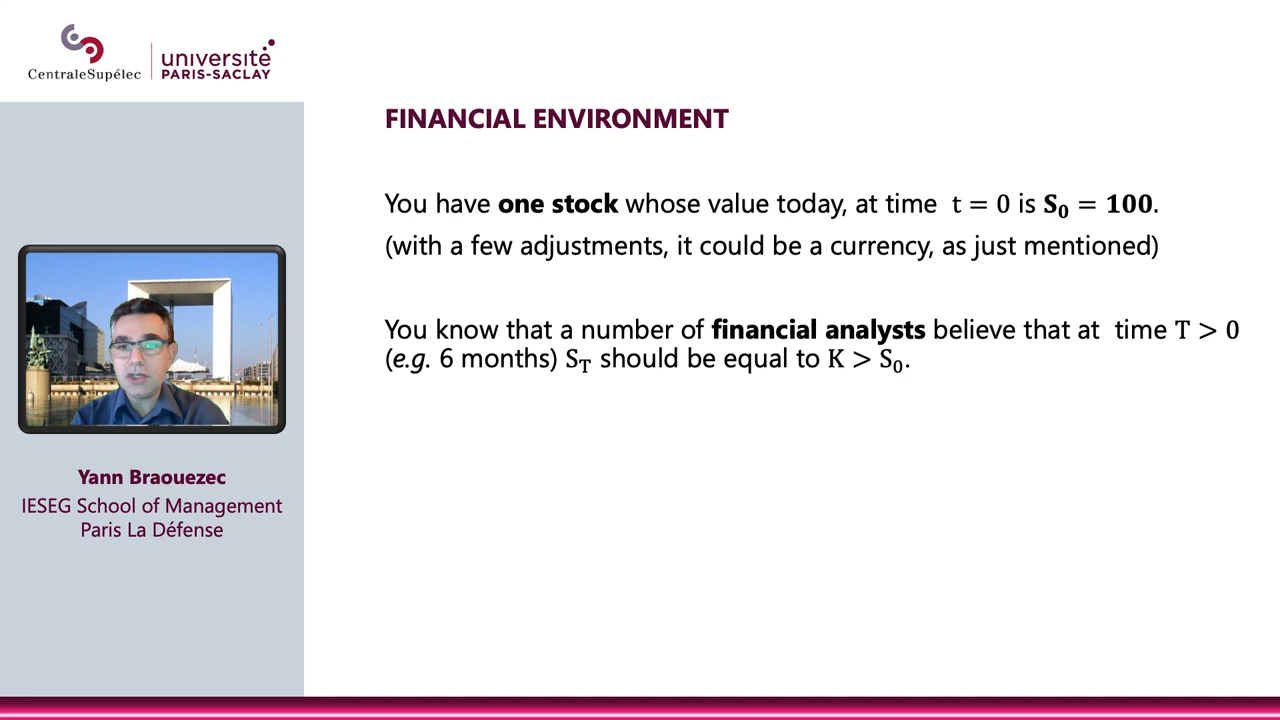 CentraleSupélec
université
PARIS-SACLAY
FINANCIAL ENVIRONMENT
You have one stock whose value today, at time t = 0 is S₀ = 100.
(with a few adjustments, it could be a currency, as just mentioned)
You know that a number of financial analysts believe that at time T > 0
(e.g. 6 months) S_T should be equal to K > S₀.
Yann Braouezec
IESEG School of Management
Paris La Défense